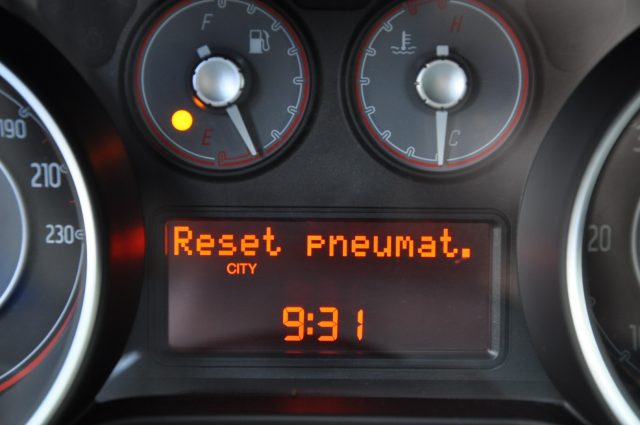 F
H
E
C
190
210
230
20
Reset pneumat.
CITY
9:31